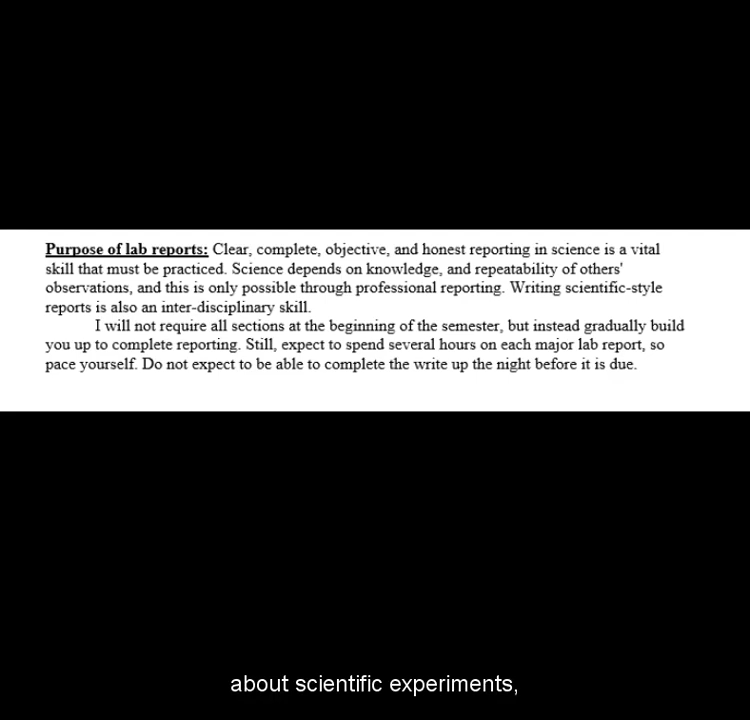 Purpose of lab reports: Clear, complete, objective, and honest reporting in science is a vital
skill that must be practiced. Science depends on knowledge, and repeatability of others'
observations, and this is only possible through professional reporting. Writing scientific-style
reports is also an inter-disciplinary skill.
I will not require all sections at the beginning of the semester, but instead gradually build
you up to complete reporting. Still, expect to spend several hours on each major lab report, so
pace yourself. Do not expect to be able to complete the write up the night before it is due.
about scientific experiments,